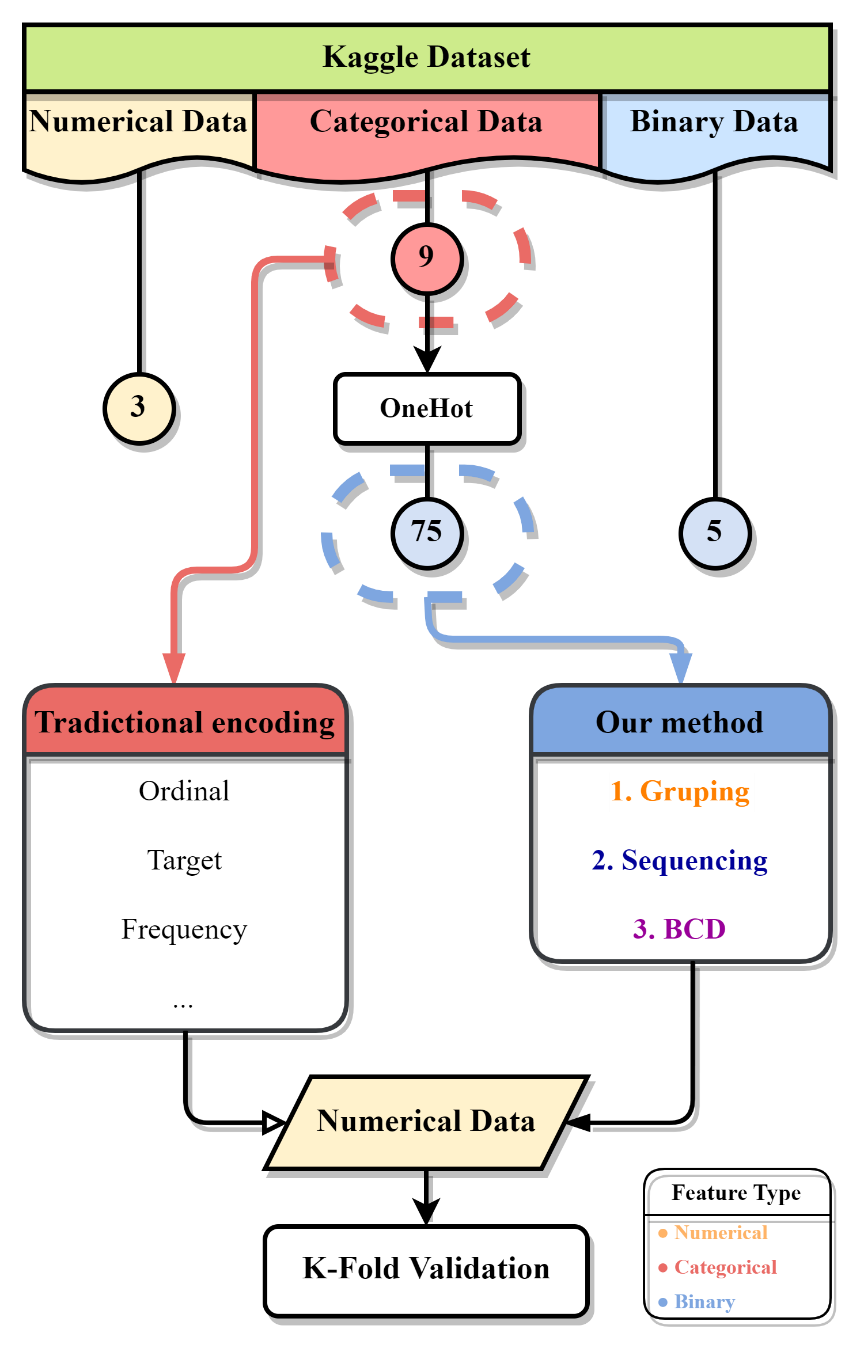 Kaggle Dataset
Numerical Data
Categorical Data
Binary Data
9
3
OneHot
75
5
Tradictional encoding
Ordinal
Target
Frequency
...
Our method
1. Gruping
2. Sequencing
3. BCD
Numerical Data
K-Fold Validation
Feature Type
● Numerical
● Categorical
● Binary